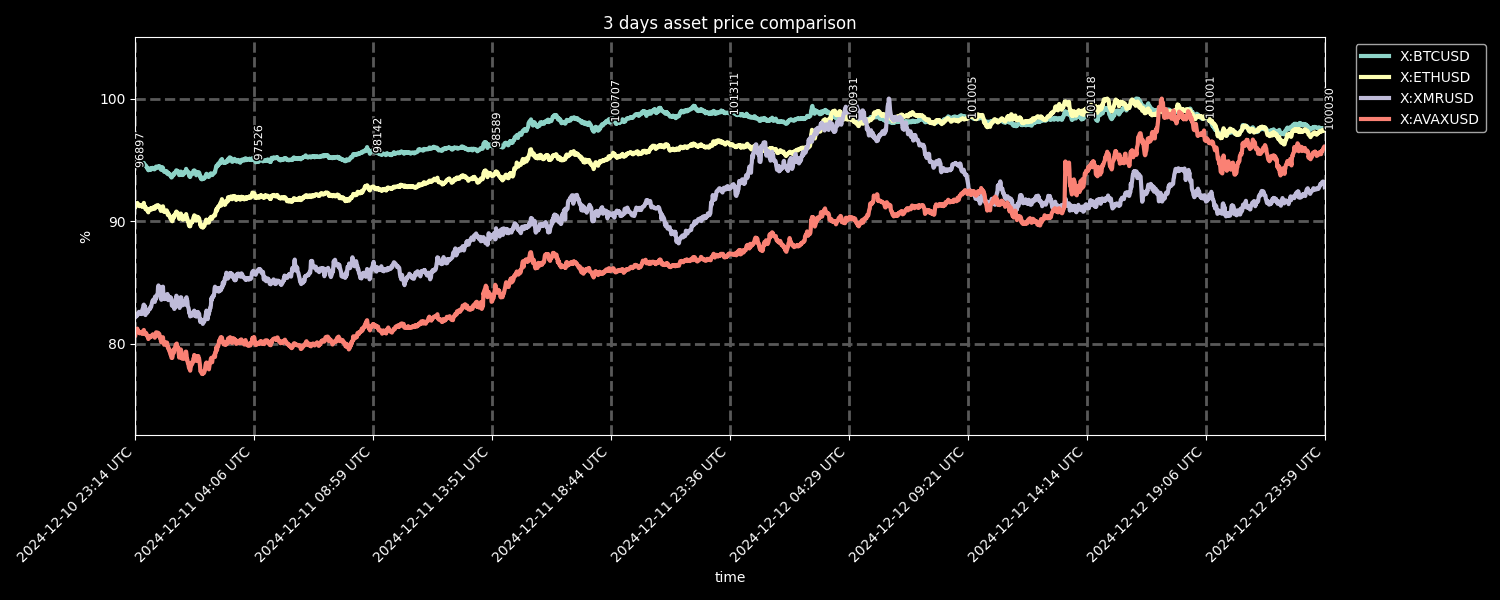 3 days asset price comparison
X:BTCUSD
X:ETHUSD
X:XMRUSD
X:AVAXUSD
100
90
80
%
96897
97526
98142
98589
100707
101311
100931
101005
101018
101001
100030
2024-12-10 23:14 UTC
2024-12-11 04:06 UTC
2024-12-11 08:59 UTC
2024-12-11 13:51 UTC
2024-12-11 18:44 UTC
2024-12-11 23:36 UTC
2024-12-12 04:29 UTC
2024-12-12 09:21 UTC
2024-12-12 14:14 UTC
2024-12-12 19:06 UTC
2024-12-12 23:59 UTC
time